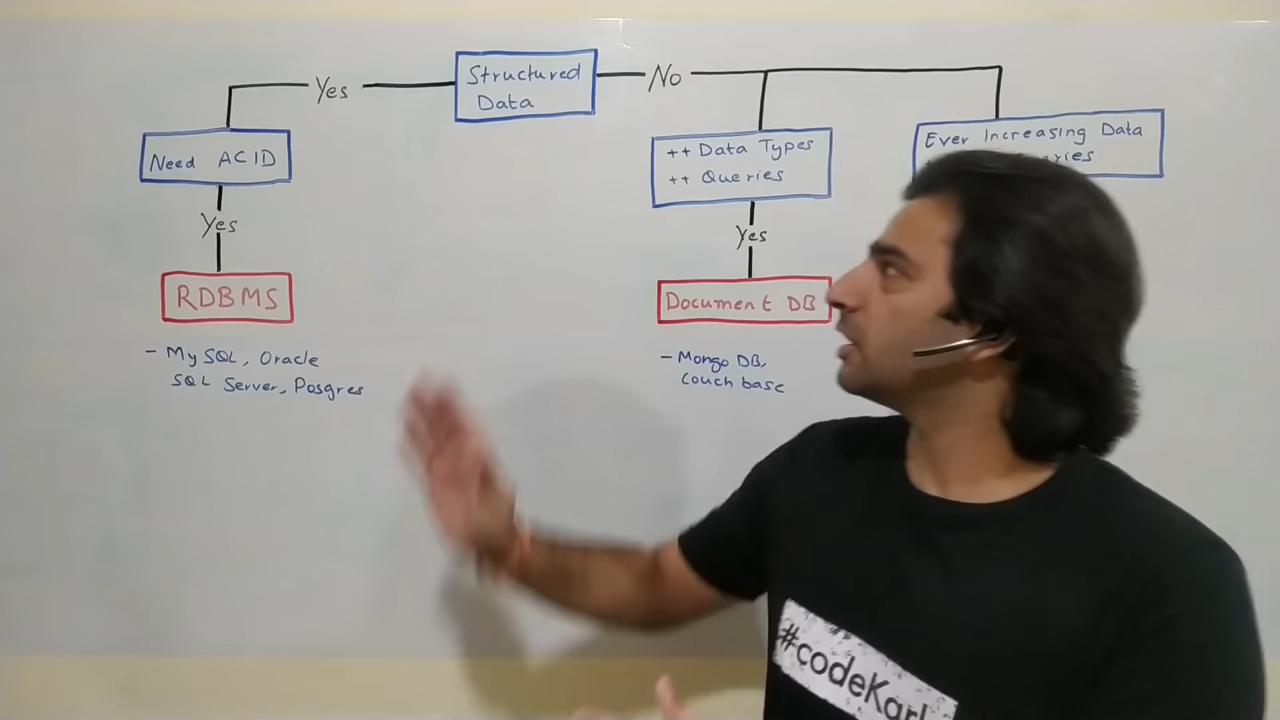 Structured
Data
Yes
No
Need ACID
Yes
RDBMS
- My SQL, Oracle
SQL Server, Posgres
++ Data Types
++ Queries
Yes
Document DB
- Mongo DB,
Couch base
Ever Increasing Data
#codeKar